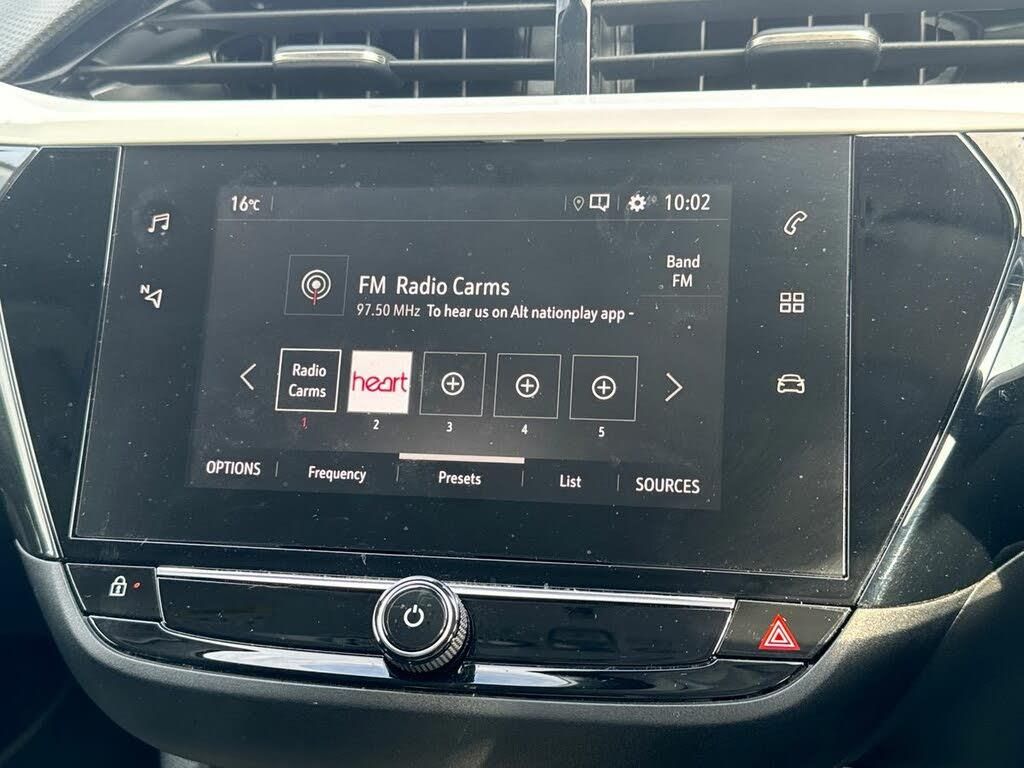 16°C
10:02
N
FM Radio Carms
97.50 MHz To hear us on Alt nationplay app -
Band
FM
Radio
Carms
heart
1
2
3
4
5
OPTIONS
Frequency
Presets
List
SOURCES